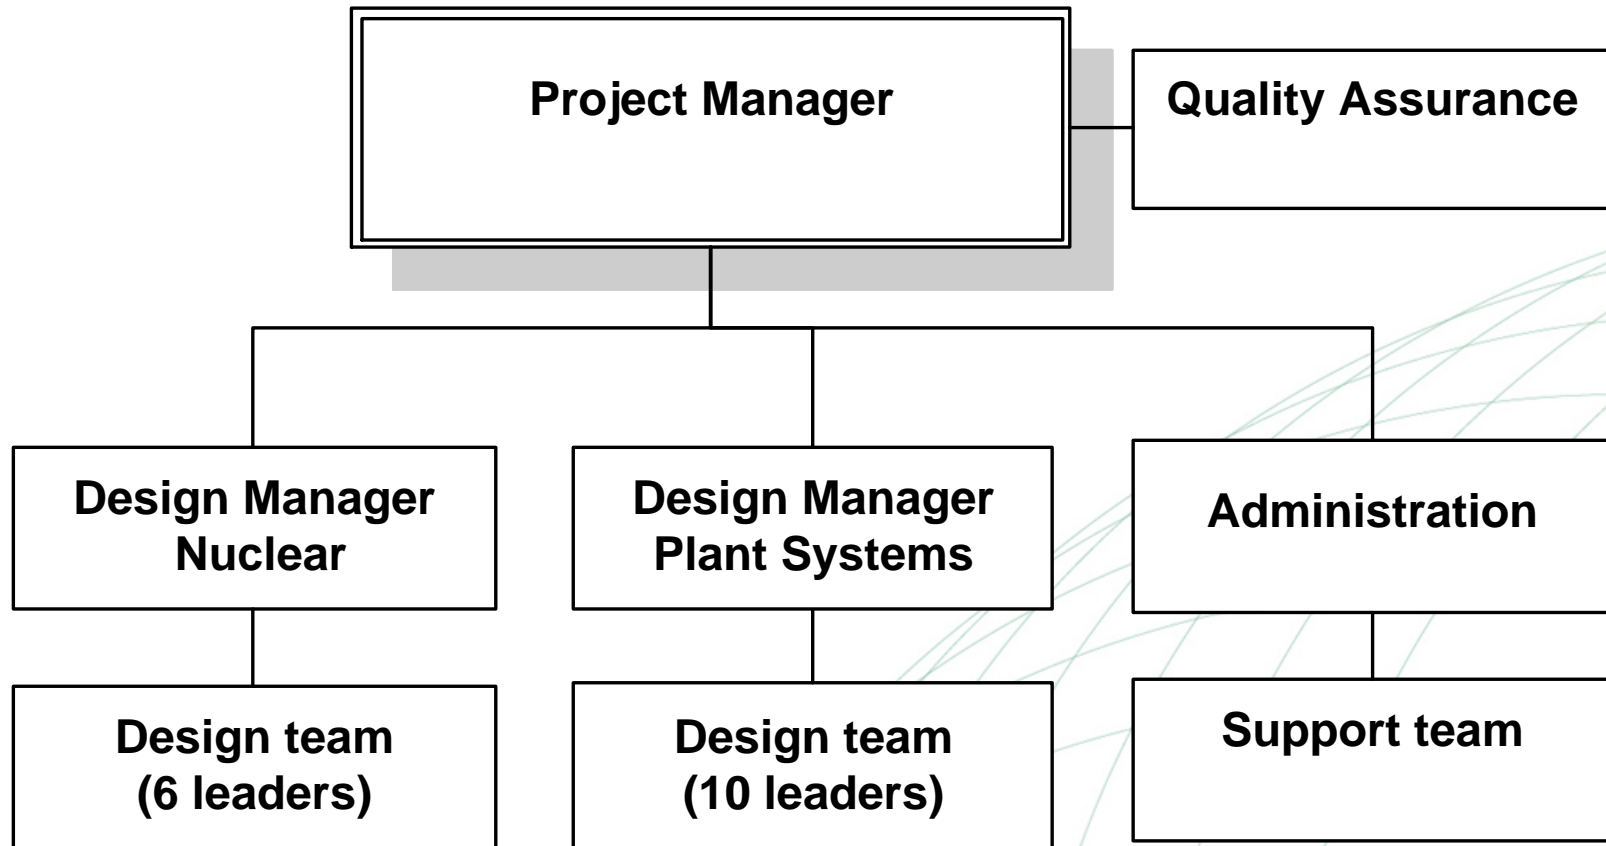 Project Manager
Quality Assurance
Design Manager
Nuclear
Design Manager
Plant Systems
Administration
Design team
(6 leaders)
Design team
(10 leaders)
Support team